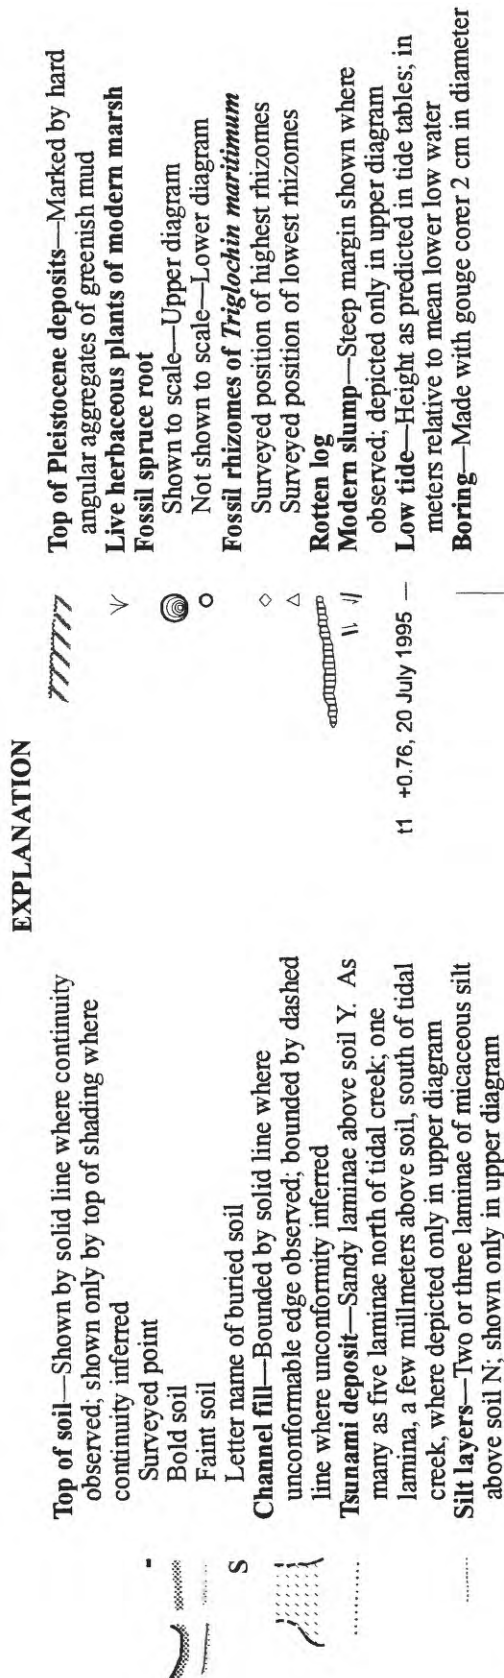 EXPLANATION
Top of soil—Shown by solid line where continuity
observed; shown only by top of shading where
continuity inferred
Surveyed point
Bold soil
Faint soil
S Letter name of buried soil
Channel fill—Bounded by solid line where
unconformable edge observed; bounded by dashed
line where unconformity inferred
Tsunami deposit—Sandy laminae above soil Y. As
many as five laminae north of tidal creek; one
lamina, a few millmeters above soil, south of tidal
creek, where depicted only in upper diagram
Silt layers—Two or three laminae of micaceous silt
above soil N; shown only in upper diagram
Top of Pleistocene deposits—Marked by hard
angular aggregates of greenish mud
Live herbaceous plants of modern marsh
Fossil spruce root
Shown to scale—Upper diagram
Not shown to scale—Lower diagram
Fossil rhizomes of Triglochin maritimum
Surveyed position of highest rhizomes
Surveyed position of lowest rhizomes
Rotten log
Modern slump—Steep margin shown where
observed; depicted only in upper diagram
t1 +0.76, 20 July 1995 — Low tide—Height as predicted in tide tables; in
meters relative to mean lower low water
Boring—Made with gouge corer 2 cm in diameter